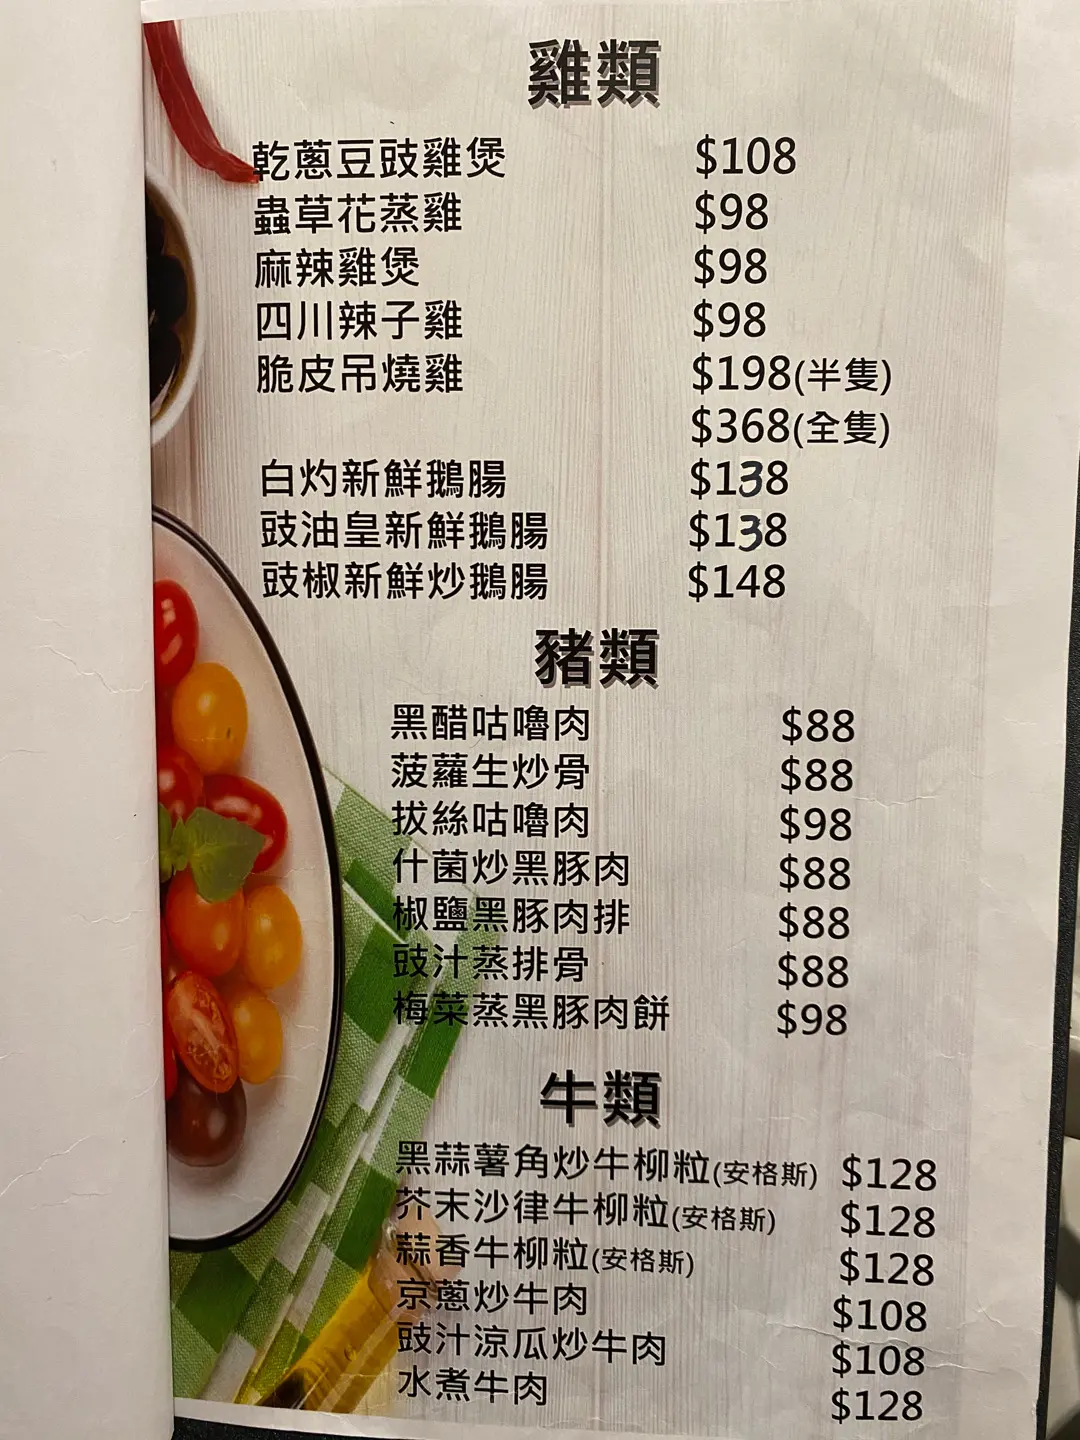 雞類
乾蔥豆豉雞煲 $108
蟲草花蒸雞 $98
麻辣雞煲 $98
四川辣子雞 $98
脆皮吊燒雞 $198(半隻)
$368(全隻)
白灼新鮮鵝腸 $138
豉油皇新鮮鵝腸 $138
豉椒新鮮炒鵝腸 $148
豬類
黑醋咕嚕肉 $88
菠蘿生炒骨 $88
拔絲咕嚕肉 $98
什菌炒黑豚肉 $88
椒鹽黑豚肉排 $88
豉汁蒸排骨 $88
梅菜蒸黑豚肉餅 $98
牛類
黑蒜薯角炒牛柳粒(安格斯) $128
芥末沙律牛柳粒(安格斯) $128
蒜香牛柳粒(安格斯) $128
京蔥炒牛肉 $108
豉汁涼瓜炒牛肉 $108
水煮牛肉 $128